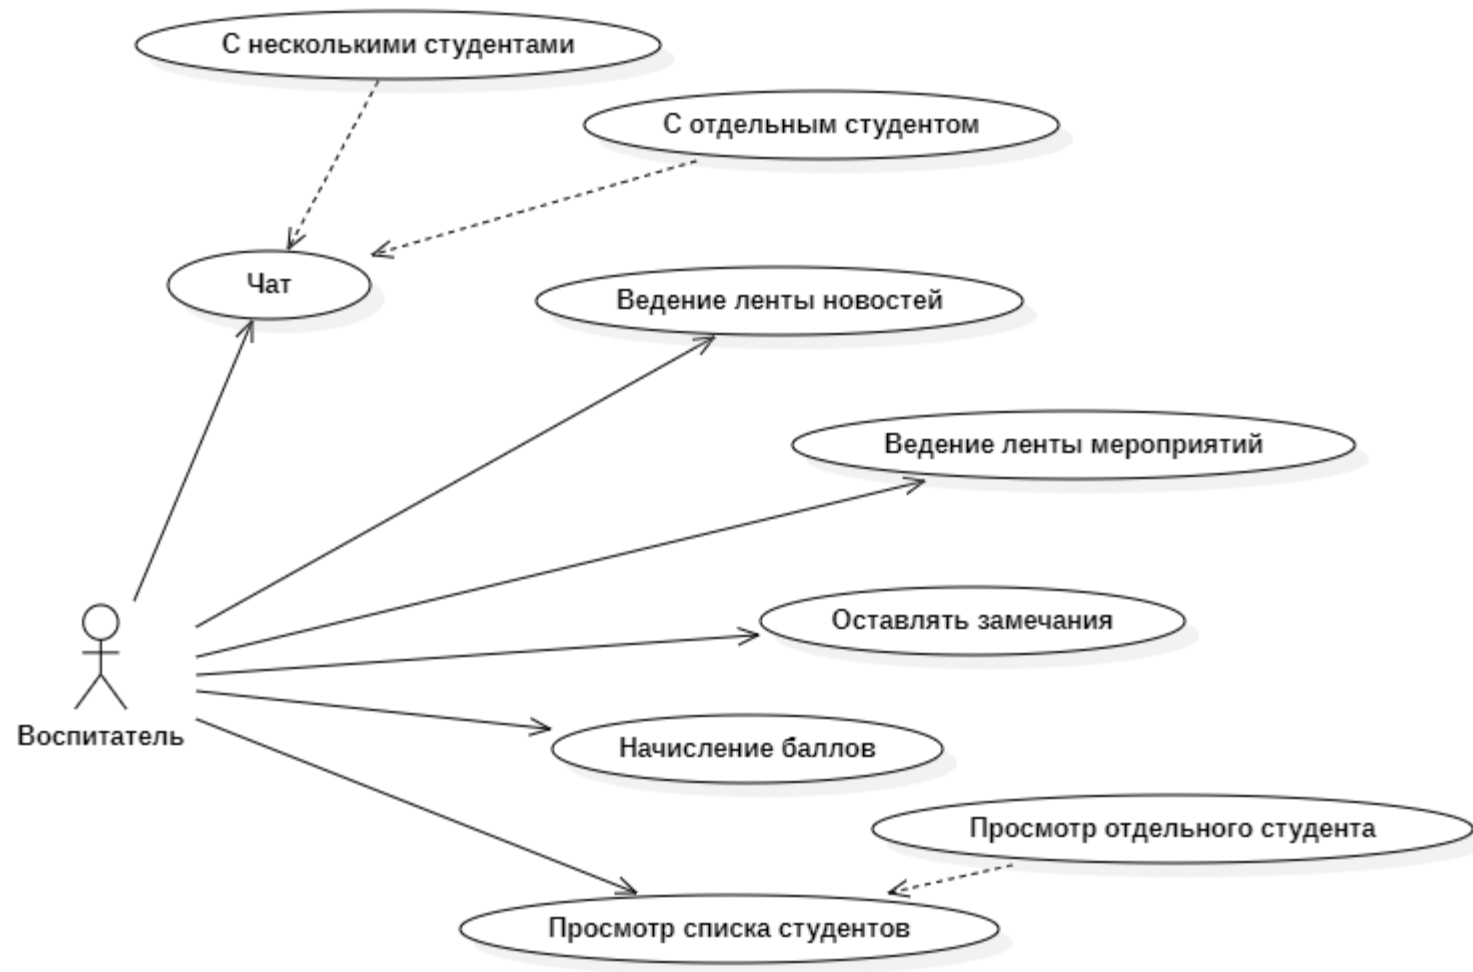 С несколькими студентами
С отдельным студентом
Чат
Ведение ленты новостей
Ведение ленты мероприятий
Оставлять замечания
Воспитатель
Начисление баллов
Просмотр отдельного студента
Просмотр списка студентов